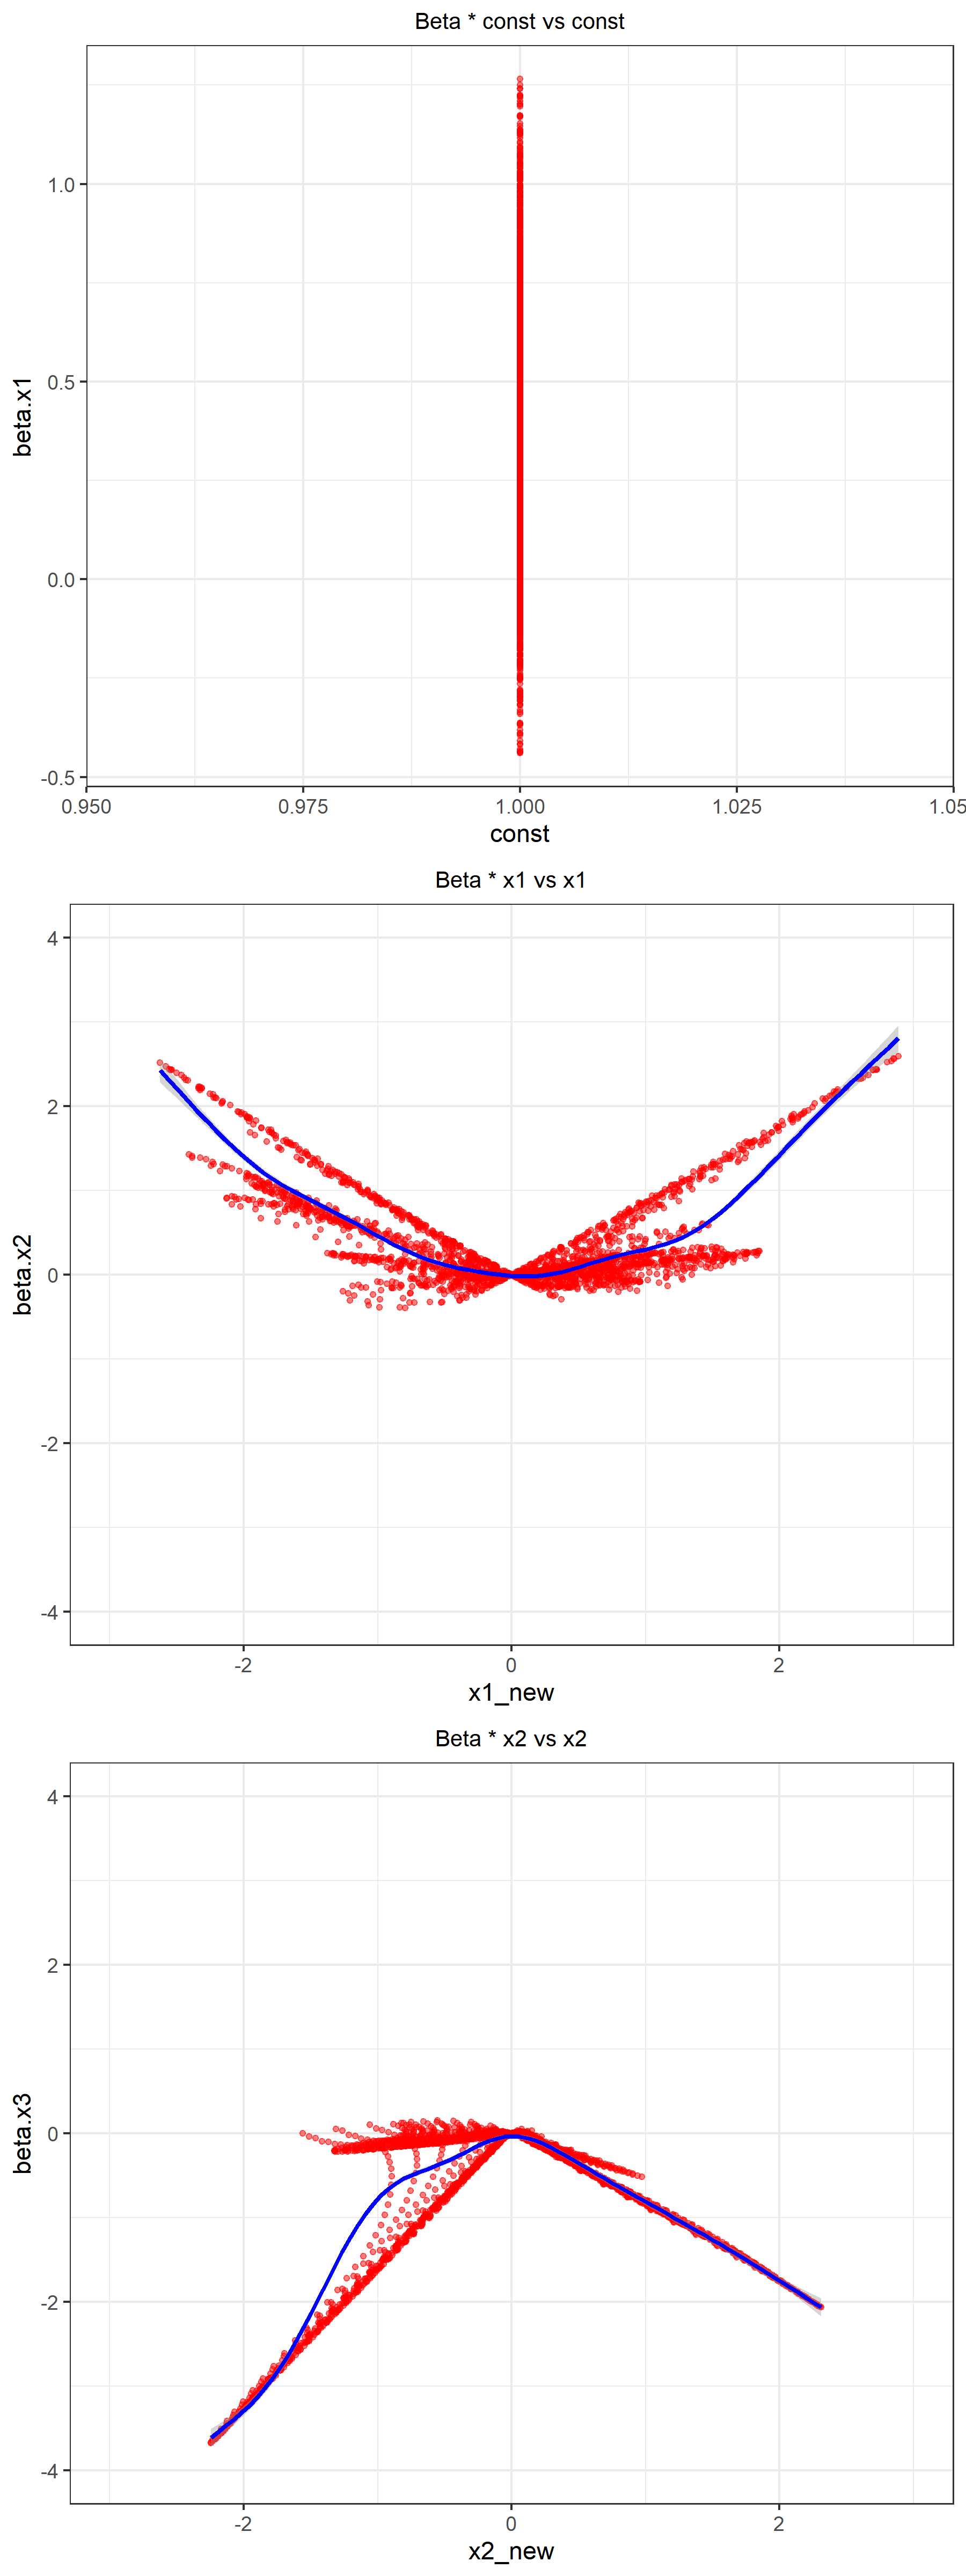 Beta * const vs const
beta.x1
1.0
0.5
0.0
-0.5
0.950 0.975 1.000 1.025 1.05
const
Beta * x1 vs x1
beta.x2
4
2
0
-2
-4
-2 0 2
x1_new
Beta * x2 vs x2
beta.x3
4
2
0
-2
-4
-2 0 2
x2_new